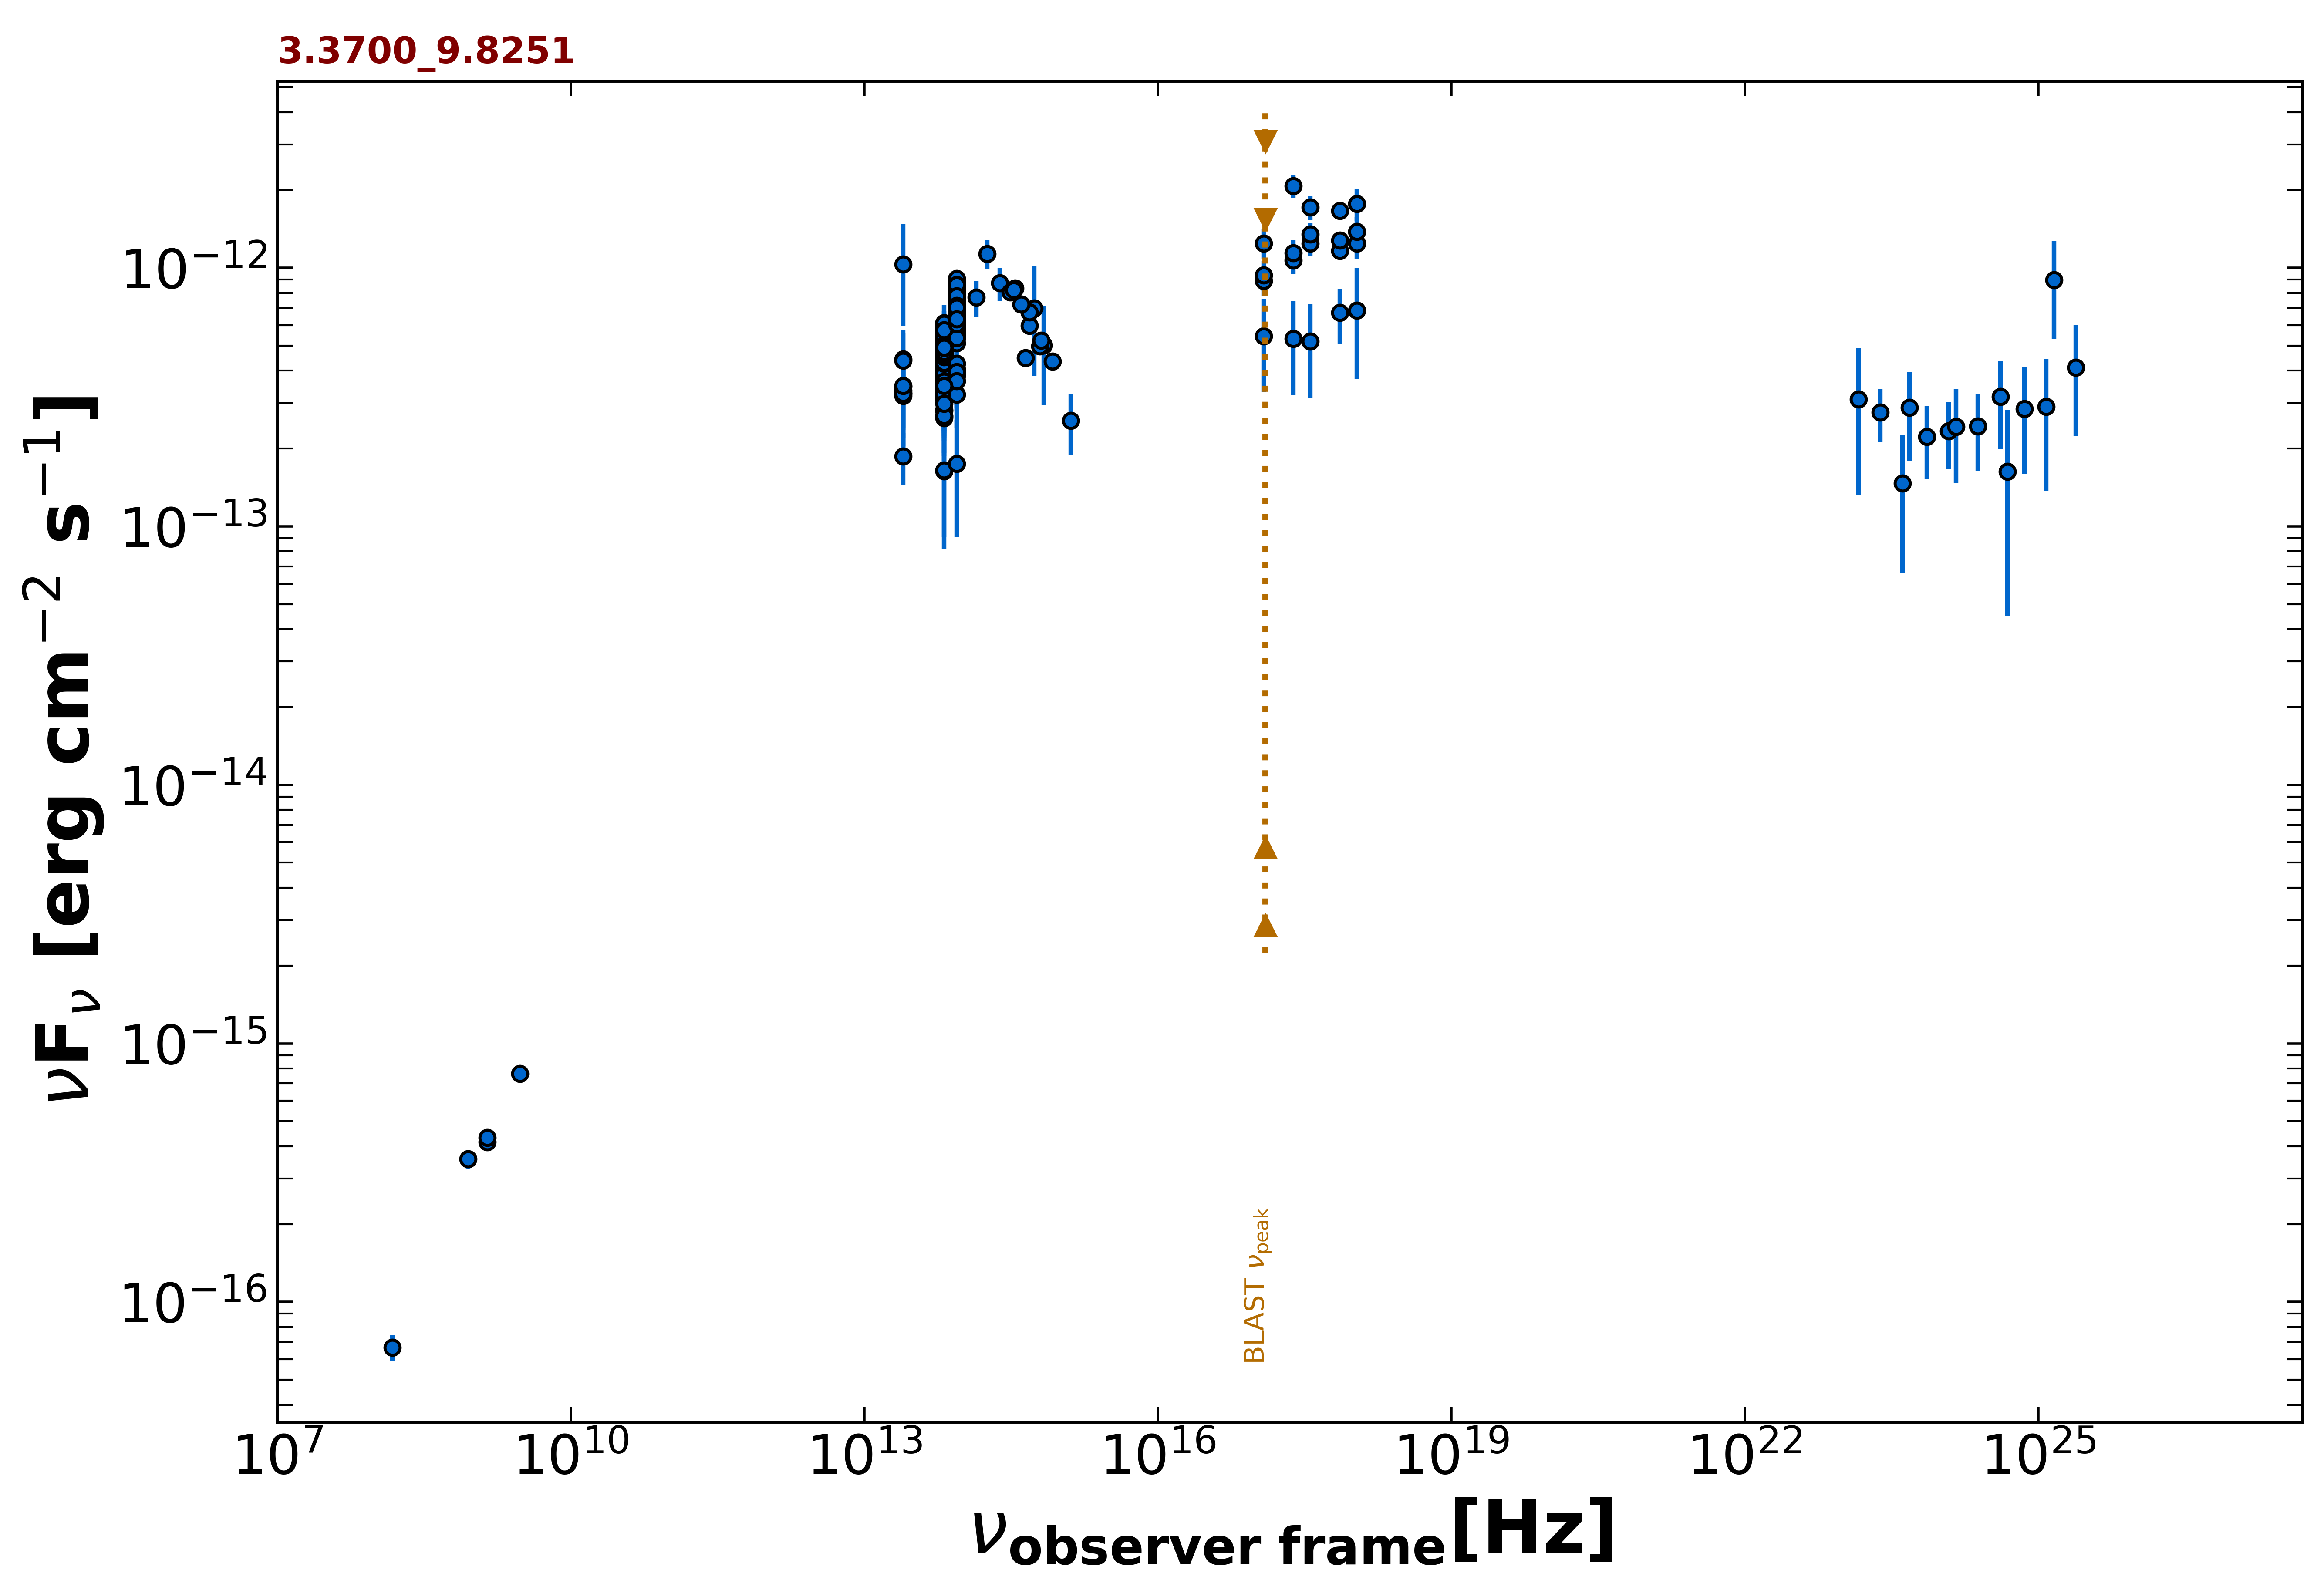 3.3700_9.8251
νFν [erg cm⁻² s⁻¹]
10⁻¹²
10⁻¹³
10⁻¹⁴
10⁻¹⁵
10⁻¹⁶
BLAST νpeak
10⁷ 10¹⁰ 10¹³ 10¹⁶ 10¹⁹ 10²² 10²⁵
νobserver frame[Hz]